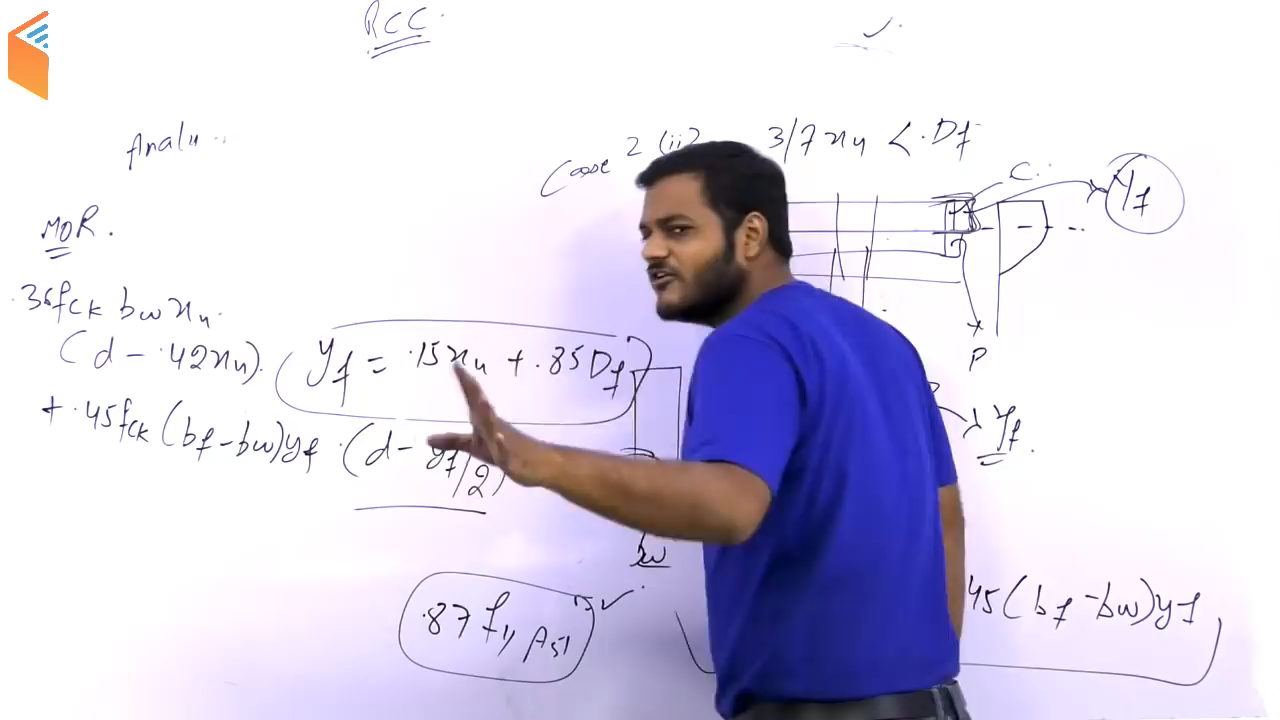 RCC
Case 2 (ii) 3/7 xu < Df
C
yf
MOR.
.36fck bw xu
(d - .42xu).
+ .45fck (bf-bw)yf . (d - yf/2)
yf = .15xu + .85Df
P
yf
bw
.87 fy Ast
45(bf-bw)yf